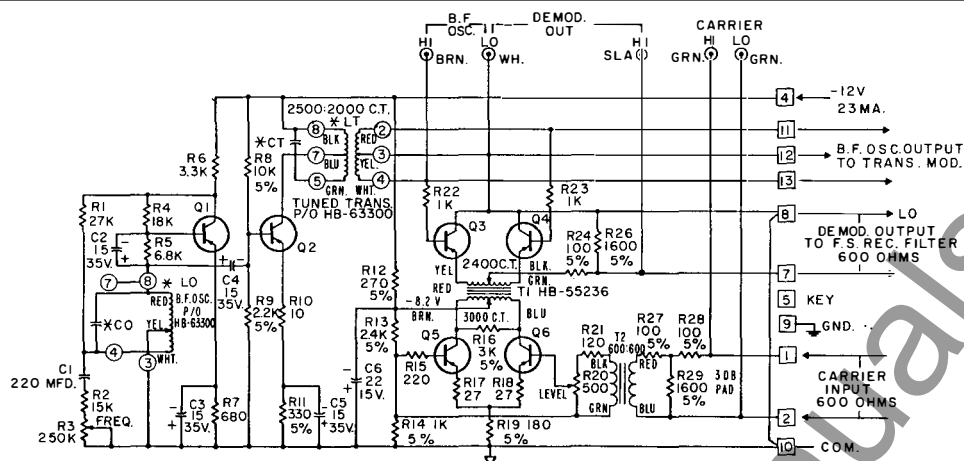 B.F. OSC.
DEMOD. OUT
CARRIER
HI
BRN.
LO
WH.
HI
SLA
HI
GRN.
LO
GRN.
4
-12V
23 MA.
11
12
B.F. OSC. OUTPUT
TO TRANS. MOD.
13
8
LO
DEMOD. OUTPUT
TO F.S. REC. FILTER
600 OHMS
7
5
KEY
9
GND.
1
CARRIER
INPUT
600 OHMS
2
10
COM.
2500:2000 C.T.
*LT
*CT
8
BLK
7
BLU
5
GRN.
2
RED
3
YEL.
4
WHT.
TUNED TRANS.
P/O HB-63300
R6
3.3K
R8
10K
5%
R1
27K
R4
18K
Q1
Q2
C2
15
35V.
R5
6.8K
C4
15
35V.
7
8
* LO
RED
B.F. OSC.
P/O
HB-63300
YEL.
WHT.
*CO
4
3
C1
220 MFD.
R2
15K
FREQ.
R3
250K
C3
15
35V.
R7
680
R9
2.2K
5%
R10
10
R11
330
5%
C5
15
35V.
R12
270
5%
-8.2 V
BRN.
R13
2.4K
5%
C6
22
15V.
R14 1K
5%
R15
220
R22
1K
R23
1K
Q3
Q4
YEL
RED
2400C.T.
BLK.
GRN.
T1 HB-55236
BLU
3000 C.T.
R24
100
5%
R26
1600
5%
Q5
Q6
R16
3K
5%
R17
27
R18
27
R19 180
5%
LEVEL
R21
120
R20
500
BLK
GRN
T2
600:600
RED
BLU
R27
100
5%
R28
100
5%
R29
1600
5%
3 DB
PAD
manuals